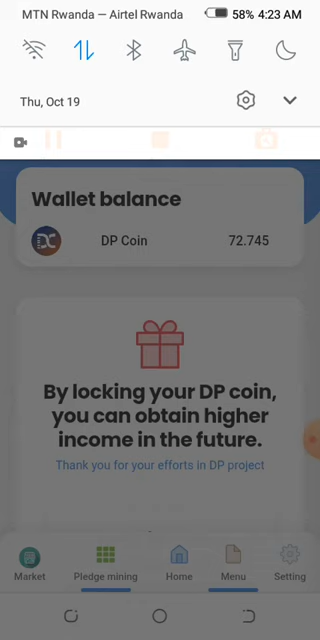 MTN Rwanda — Airtel Rwanda 58% 4:23 AM
Thu, Oct 19
Wallet balance
DP Coin 72.745
By locking your DP coin,
you can obtain higher
income in the future.
Thank you for your efforts in DP project
Market Pledge mining Home Menu Setting